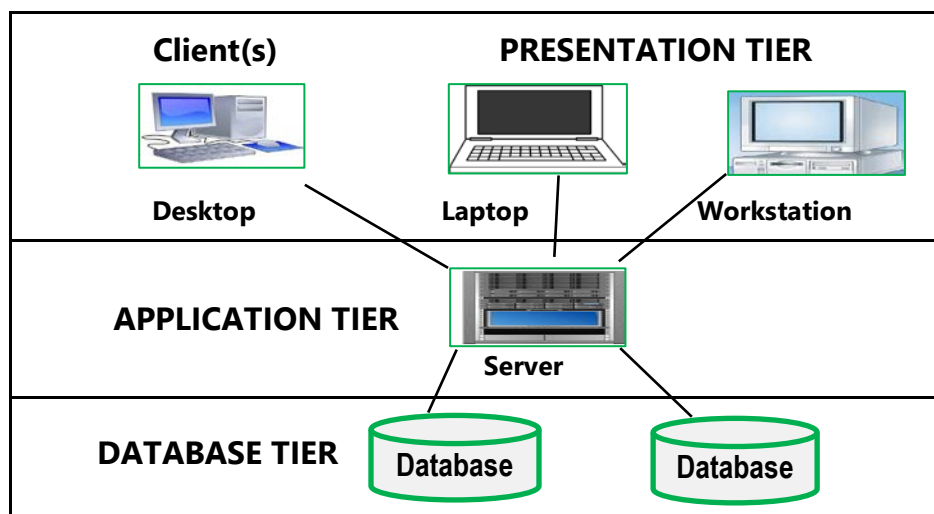 Client(s) PRESENTATION TIER
Desktop Laptop Workstation
APPLICATION TIER
Server
DATABASE TIER
Database
Database